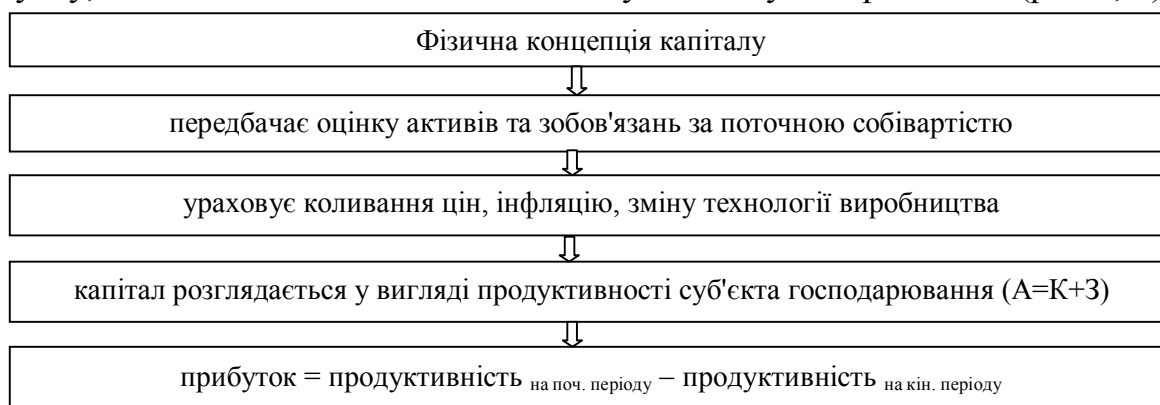 Фізична концепція капіталу
передбачає оцінку активів та зобов'язань за поточною собівартістю
ураховує коливання цін, інфляцію, зміну технології виробництва
капітал розглядається у вигляді продуктивності суб'єкта господарювання (А=К+З)
прибуток = продуктивність на поч. періоду – продуктивність на кін. періоду